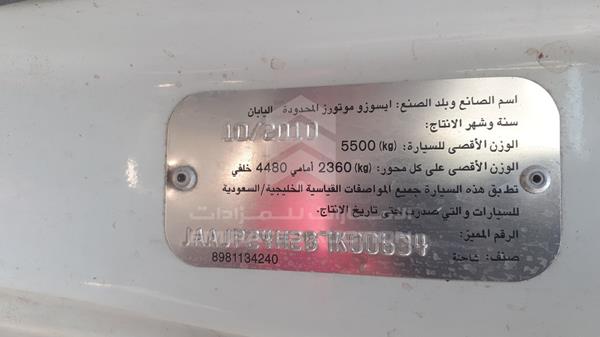 اسم الصانع وبلد الصنع: ايسوزو موتورز المحدودة اليابان
سنة وشهر الانتاج: 10/2010
الوزن الأقصى للسيارة: (kg) 5500
الوزن الأقصى على كل محور: (kg) 2360 أمامي 4480 خلفي
تطابق هذه السيارة جميع المواصفات القياسية الخليجية/السعودية
للسيارات والتي صدرت حتى تاريخ الانتاج.
الرقم المميز:
صنف: شاحنة 8981134240